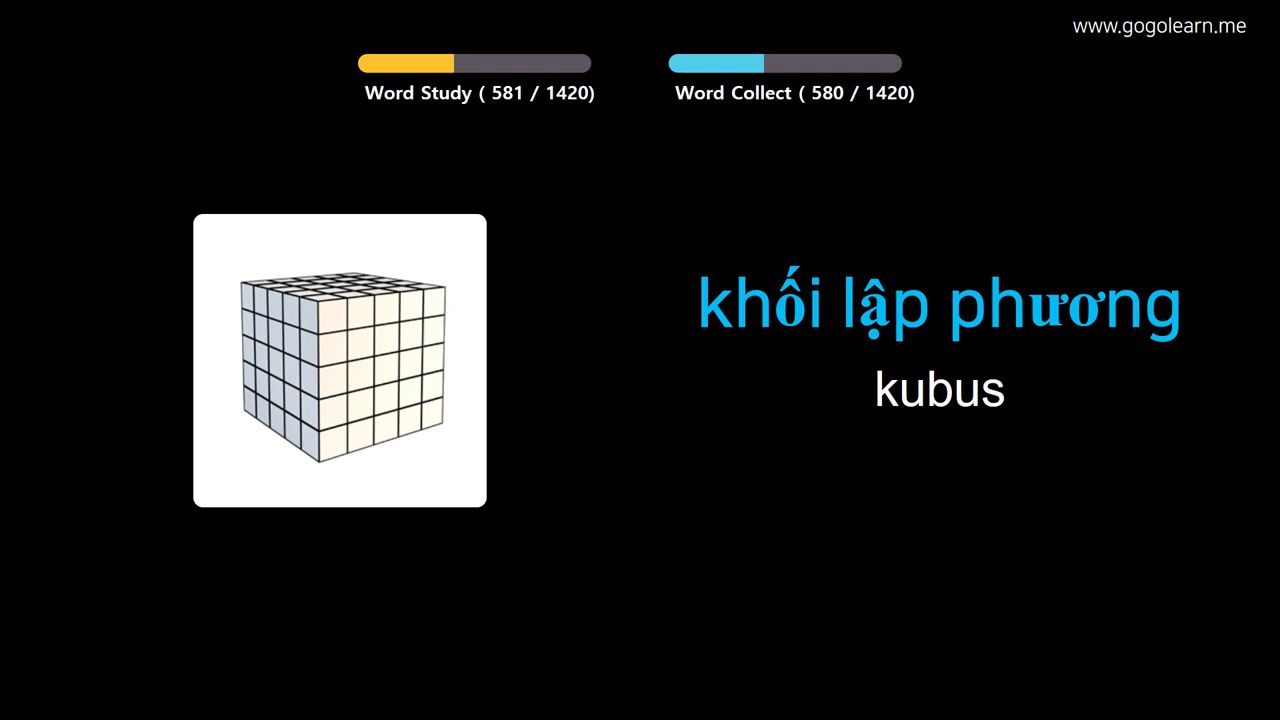 www.gogolearn.me
Word Study ( 581 / 1420)
Word Collect ( 580 / 1420)
khối lập phương
kubus